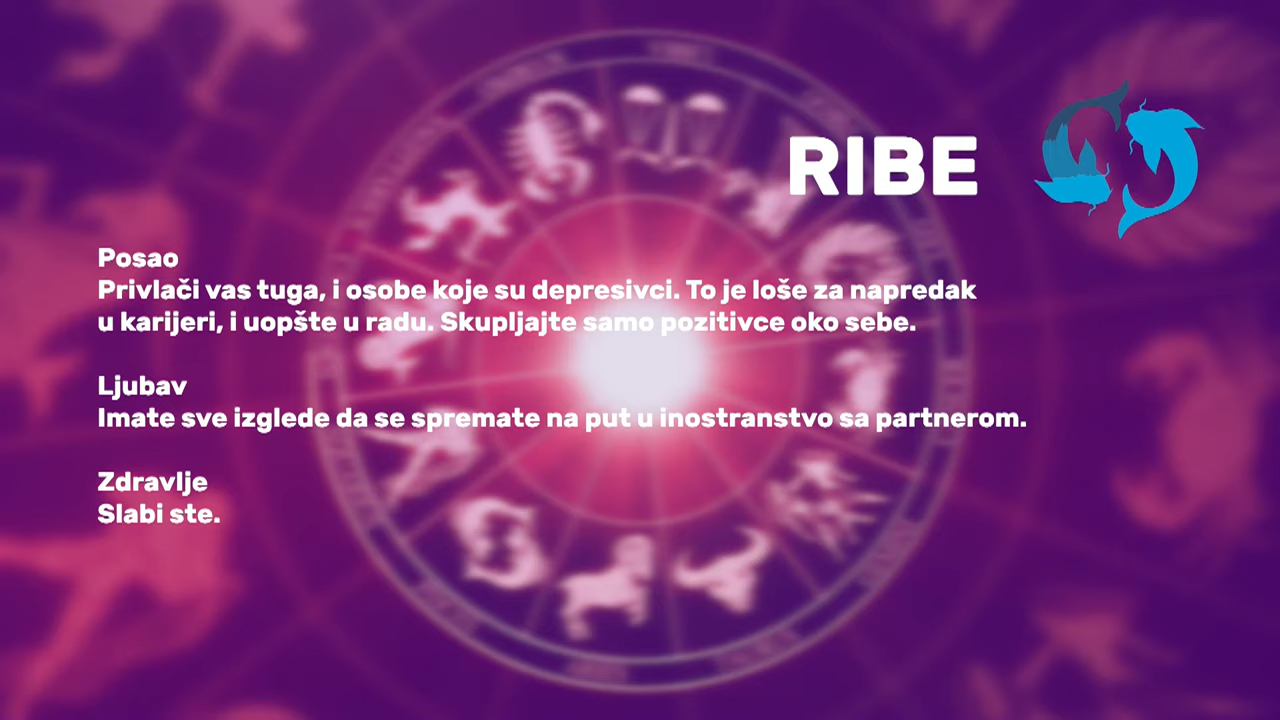 RIBE
Posao
Privlači vas tuga, i osobe koje su depresivci. To je loše za napredak
u karijeri, i uopšte u radu. Skupljajte samo pozitivce oko sebe.
Ljubav
Imate sve izglede da se spremate na put u inostranstvo sa partnerom.
Zdravlje
Slabi ste.